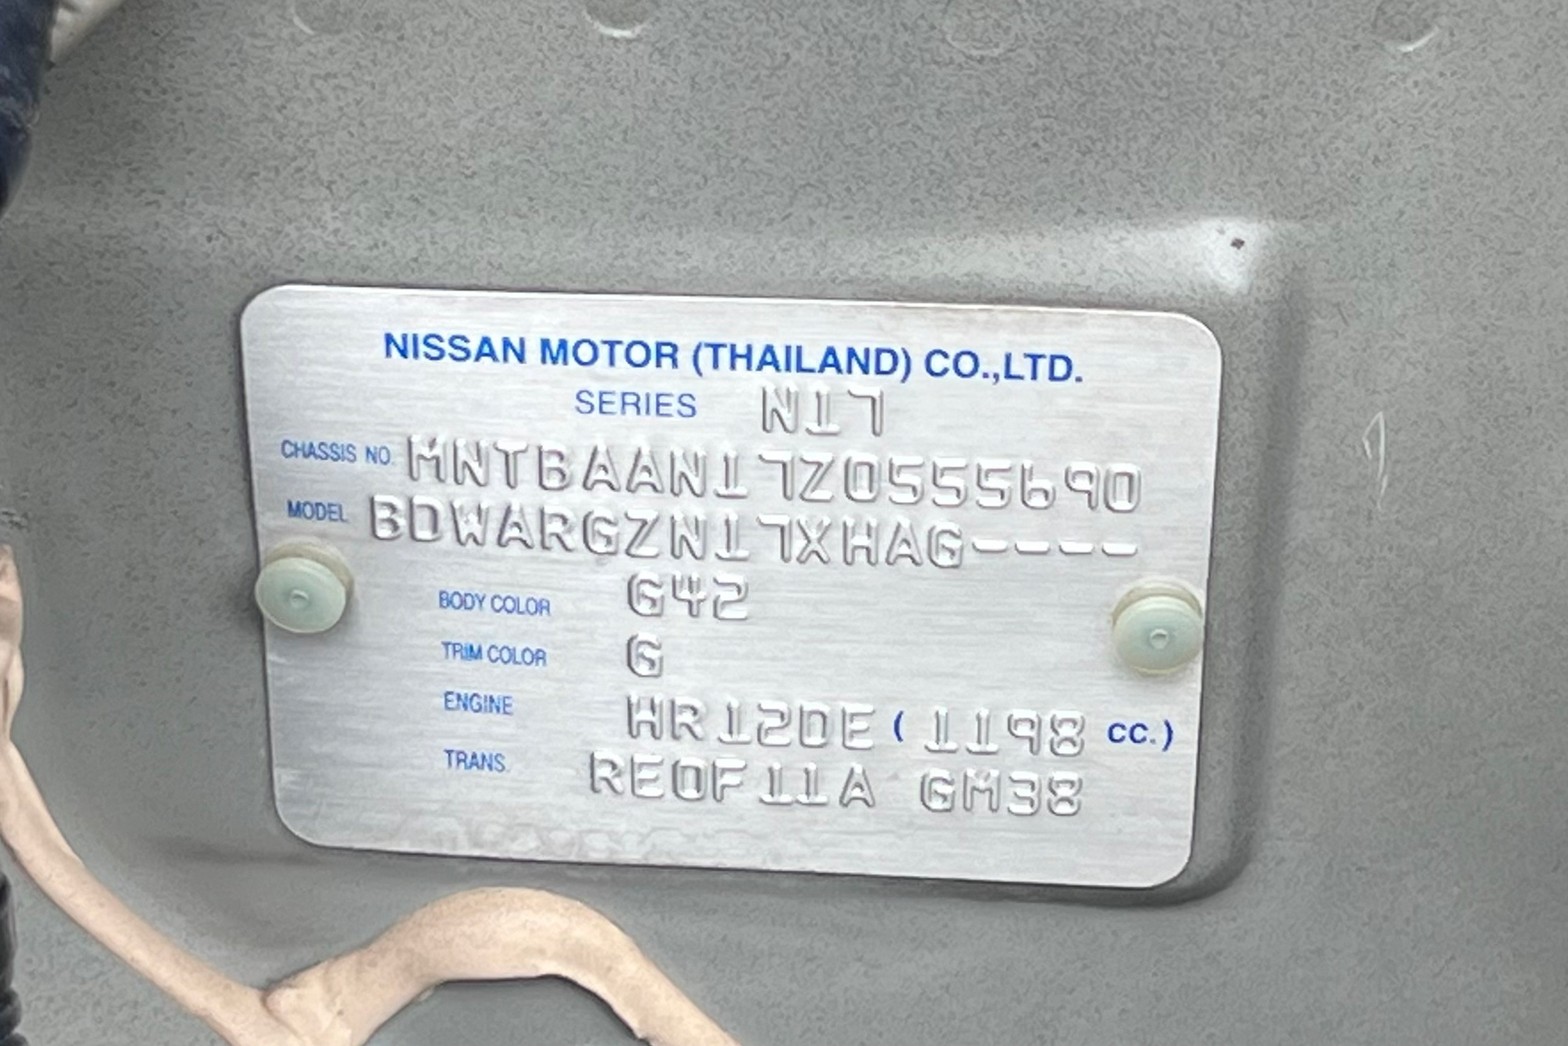 NISSAN MOTOR (THAILAND) CO.,LTD.
SERIES N17
CHASSIS NO. MNTBAAN17Z0555690
MODEL BDWARGZN17XHAG----
BODY COLOR G42
TRIM COLOR G
ENGINE HR12DE ( 1198 CC.)
TRANS. RE0F11A GM38